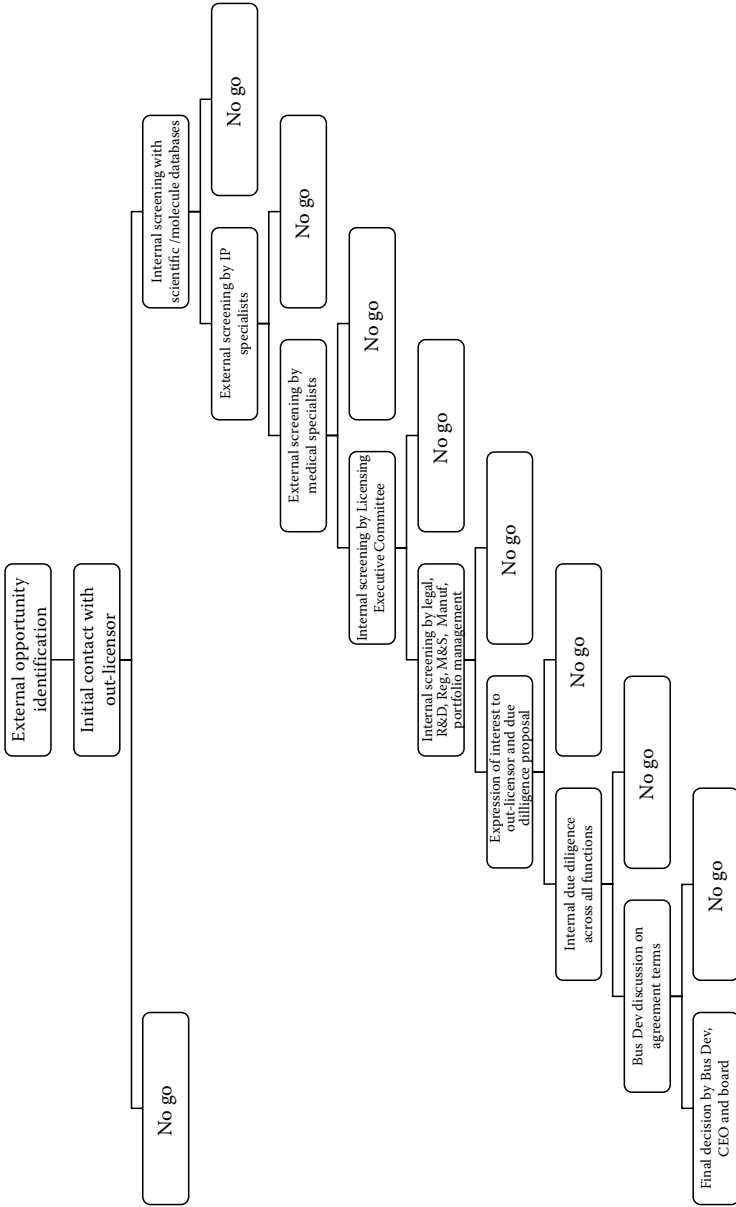 External opportunity
identification
Initial contact with
out-licensor
No go
Internal screening with
scientific /molecule databases
External screening by IP
specialists
No go
External screening by
medical specialists
No go
Internal screening by Licensing
Executive Committee
No go
Internal screening by legal,
R&D, Reg, M&S, Manuf,
portfolio management
No go
Expression of interest to
out-licensor and due
dilligence proposal
No go
Internal due diligence
across all functions
No go
Bus Dev discussion on
agreement terms
No go
Final decision by Bus Dev,
CEO and board
No go